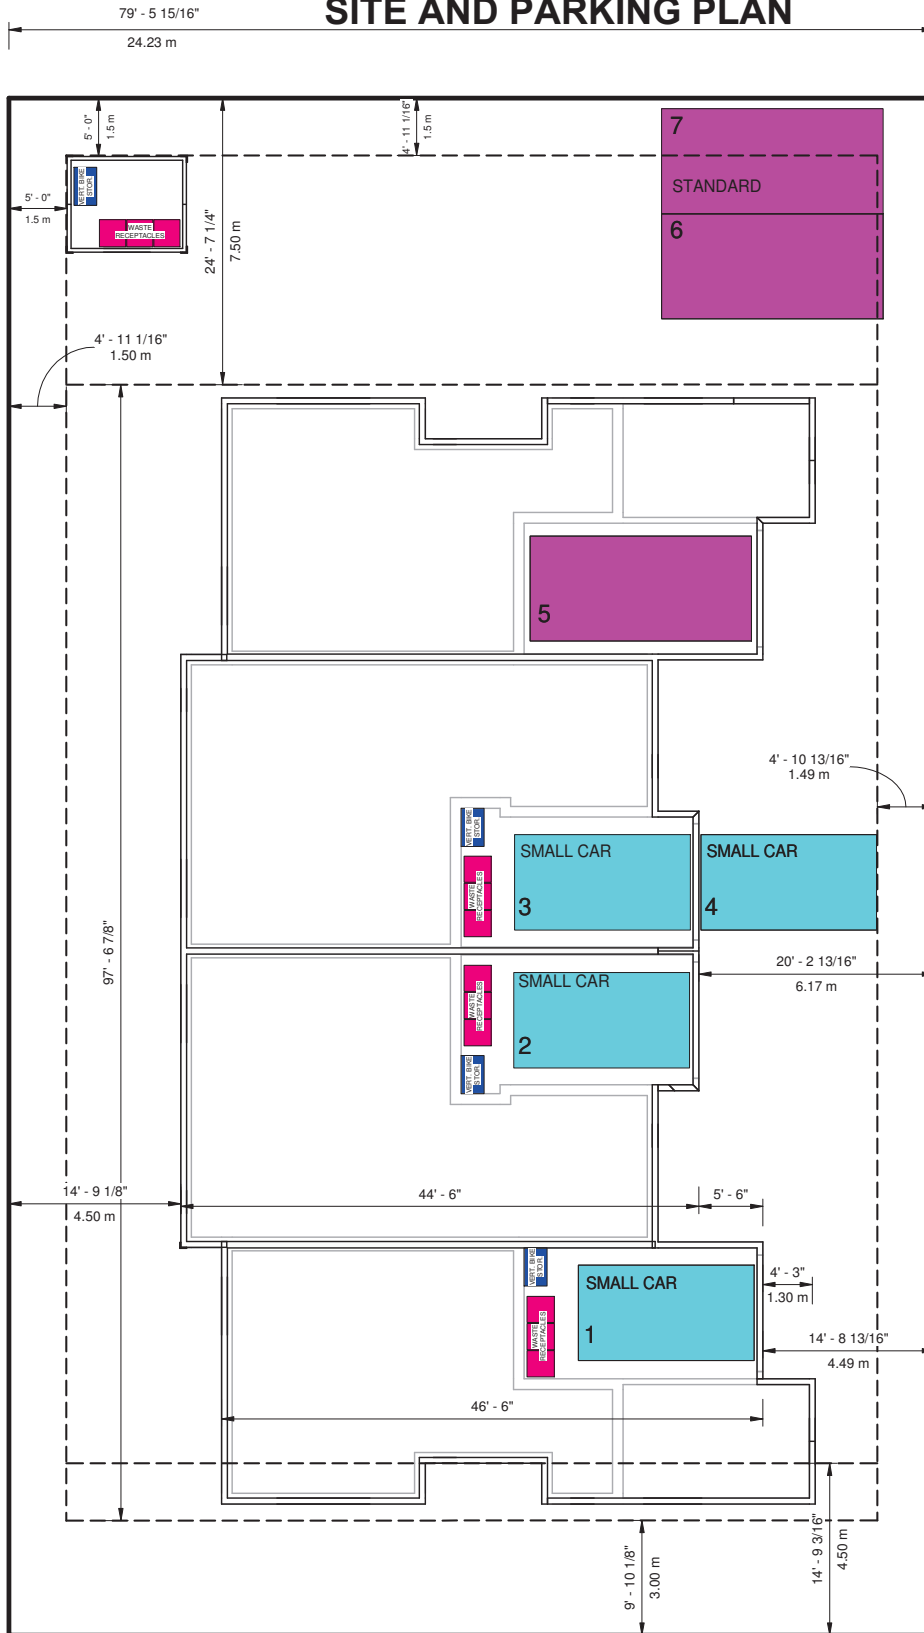 SITE AND PARKING PLAN
79' - 5 15/16"
24.23 m
5' - 0"
1.5 m
4' - 11 1/16"
1.5 m
7
STANDARD
6
VERT. BIKE
STOR.
WASTE
RECEPTACLES
5' - 0"
1.5 m
24' - 7 1/4"
7.50 m
4' - 11 1/16"
1.50 m
5
4' - 10 13/16"
1.49 m
VERT. BIKE
STOR.
SMALL CAR
3
SMALL CAR
4
WASTE
RECEPTACLES
97' - 6 7/8"
20' - 2 13/16"
6.17 m
WASTE
RECEPTACLES
SMALL CAR
2
VERT. BIKE
STOR.
14' - 9 1/8"
4.50 m
44' - 6"
5' - 6"
VERT. BIKE
STOR.
SMALL CAR
1
WASTE
RECEPTACLES
4' - 3"
1.30 m
14' - 8 13/16"
4.49 m
46' - 6"
9' - 10 1/8"
3.00 m
14' - 9 3/16"
4.50 m